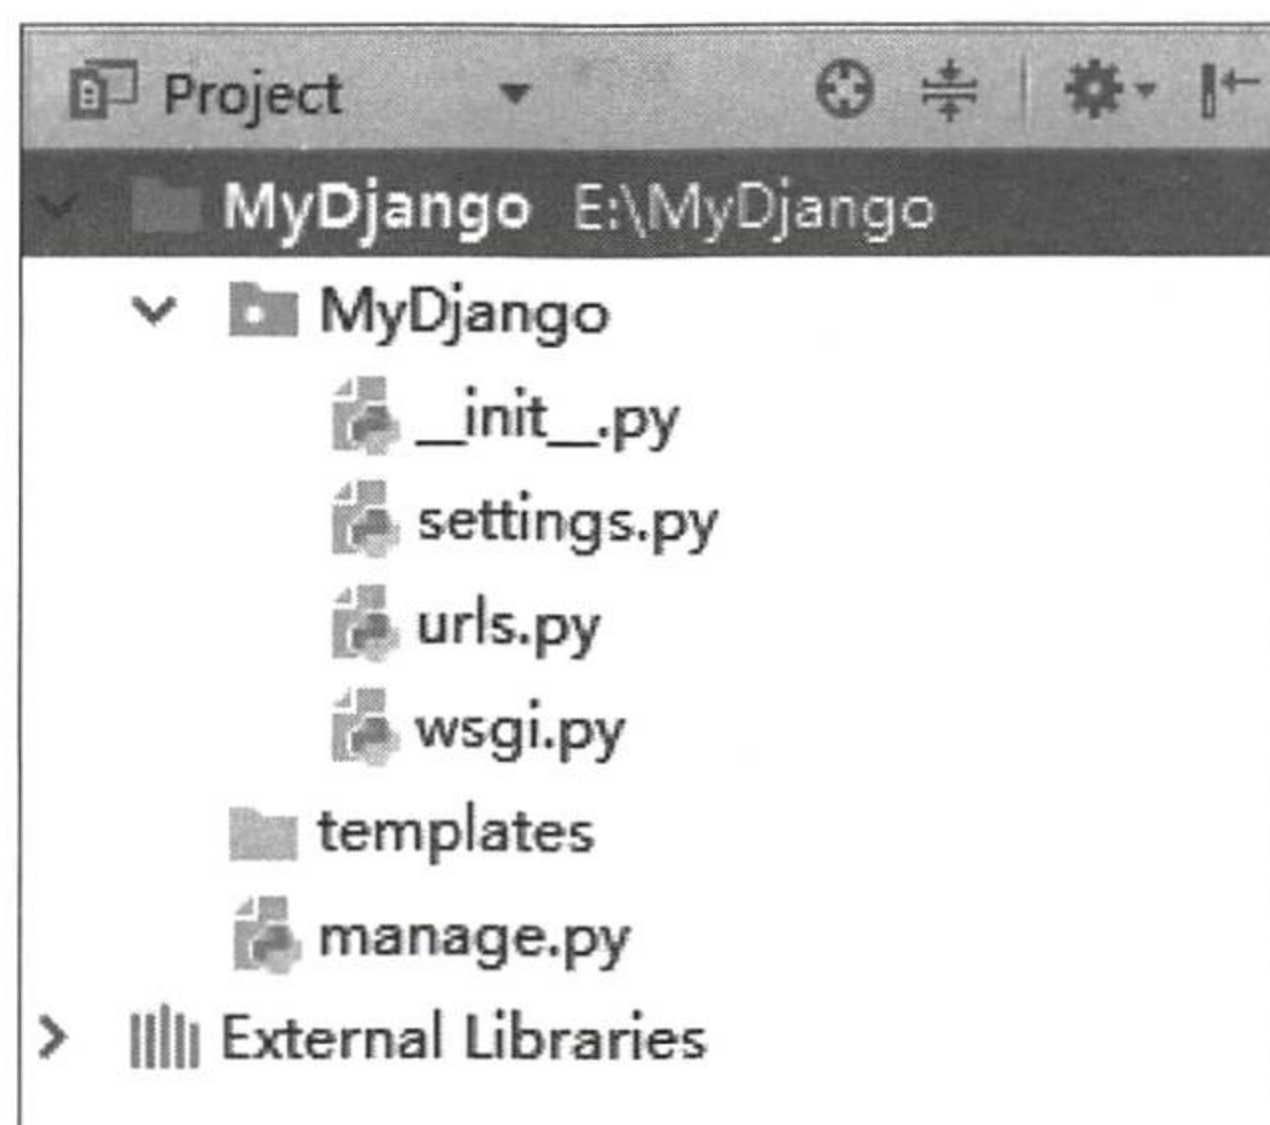 Project
MyDjango E:\MyDjango
MyDjango
__init__.py
settings.py
urls.py
wsgi.py
templates
manage.py
External Libraries